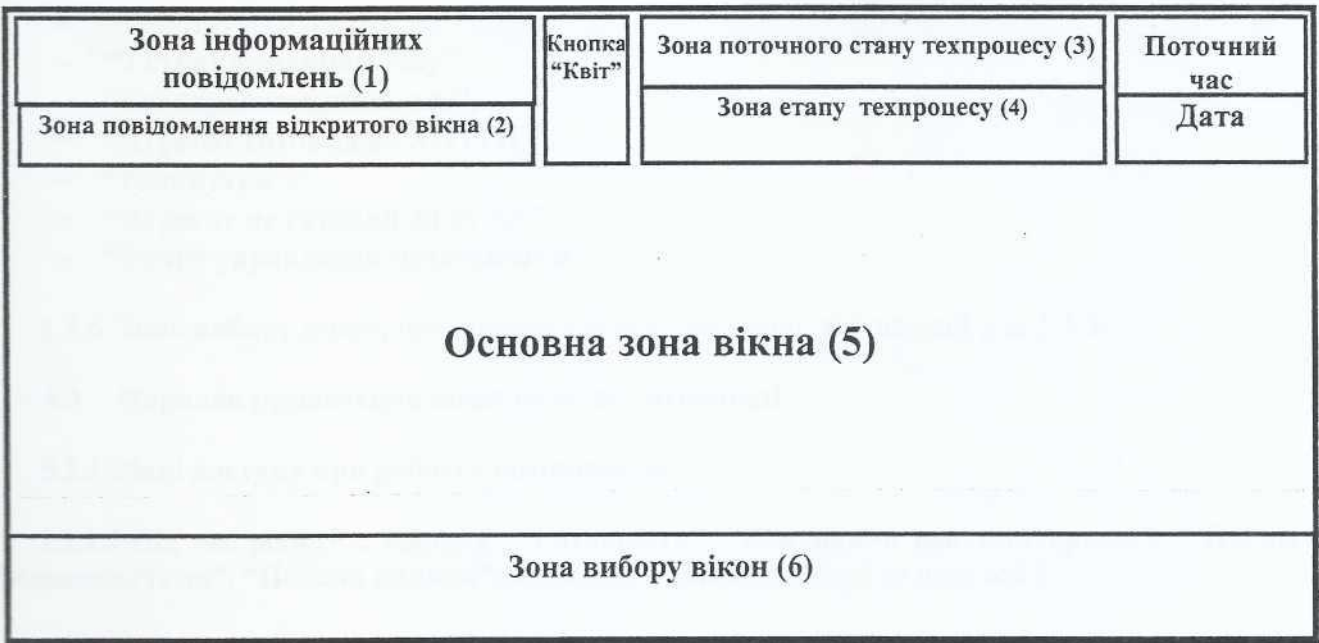 Зона інформаційних
повідомлень (1)
Зона повідомлення відкритого вікна (2)
Кнопка
“Квіт”
Зона поточного стану техпроцесу (3)
Зона етапу техпроцесу (4)
Поточний
час
Дата
Основна зона вікна (5)
Зона вибору вікон (6)